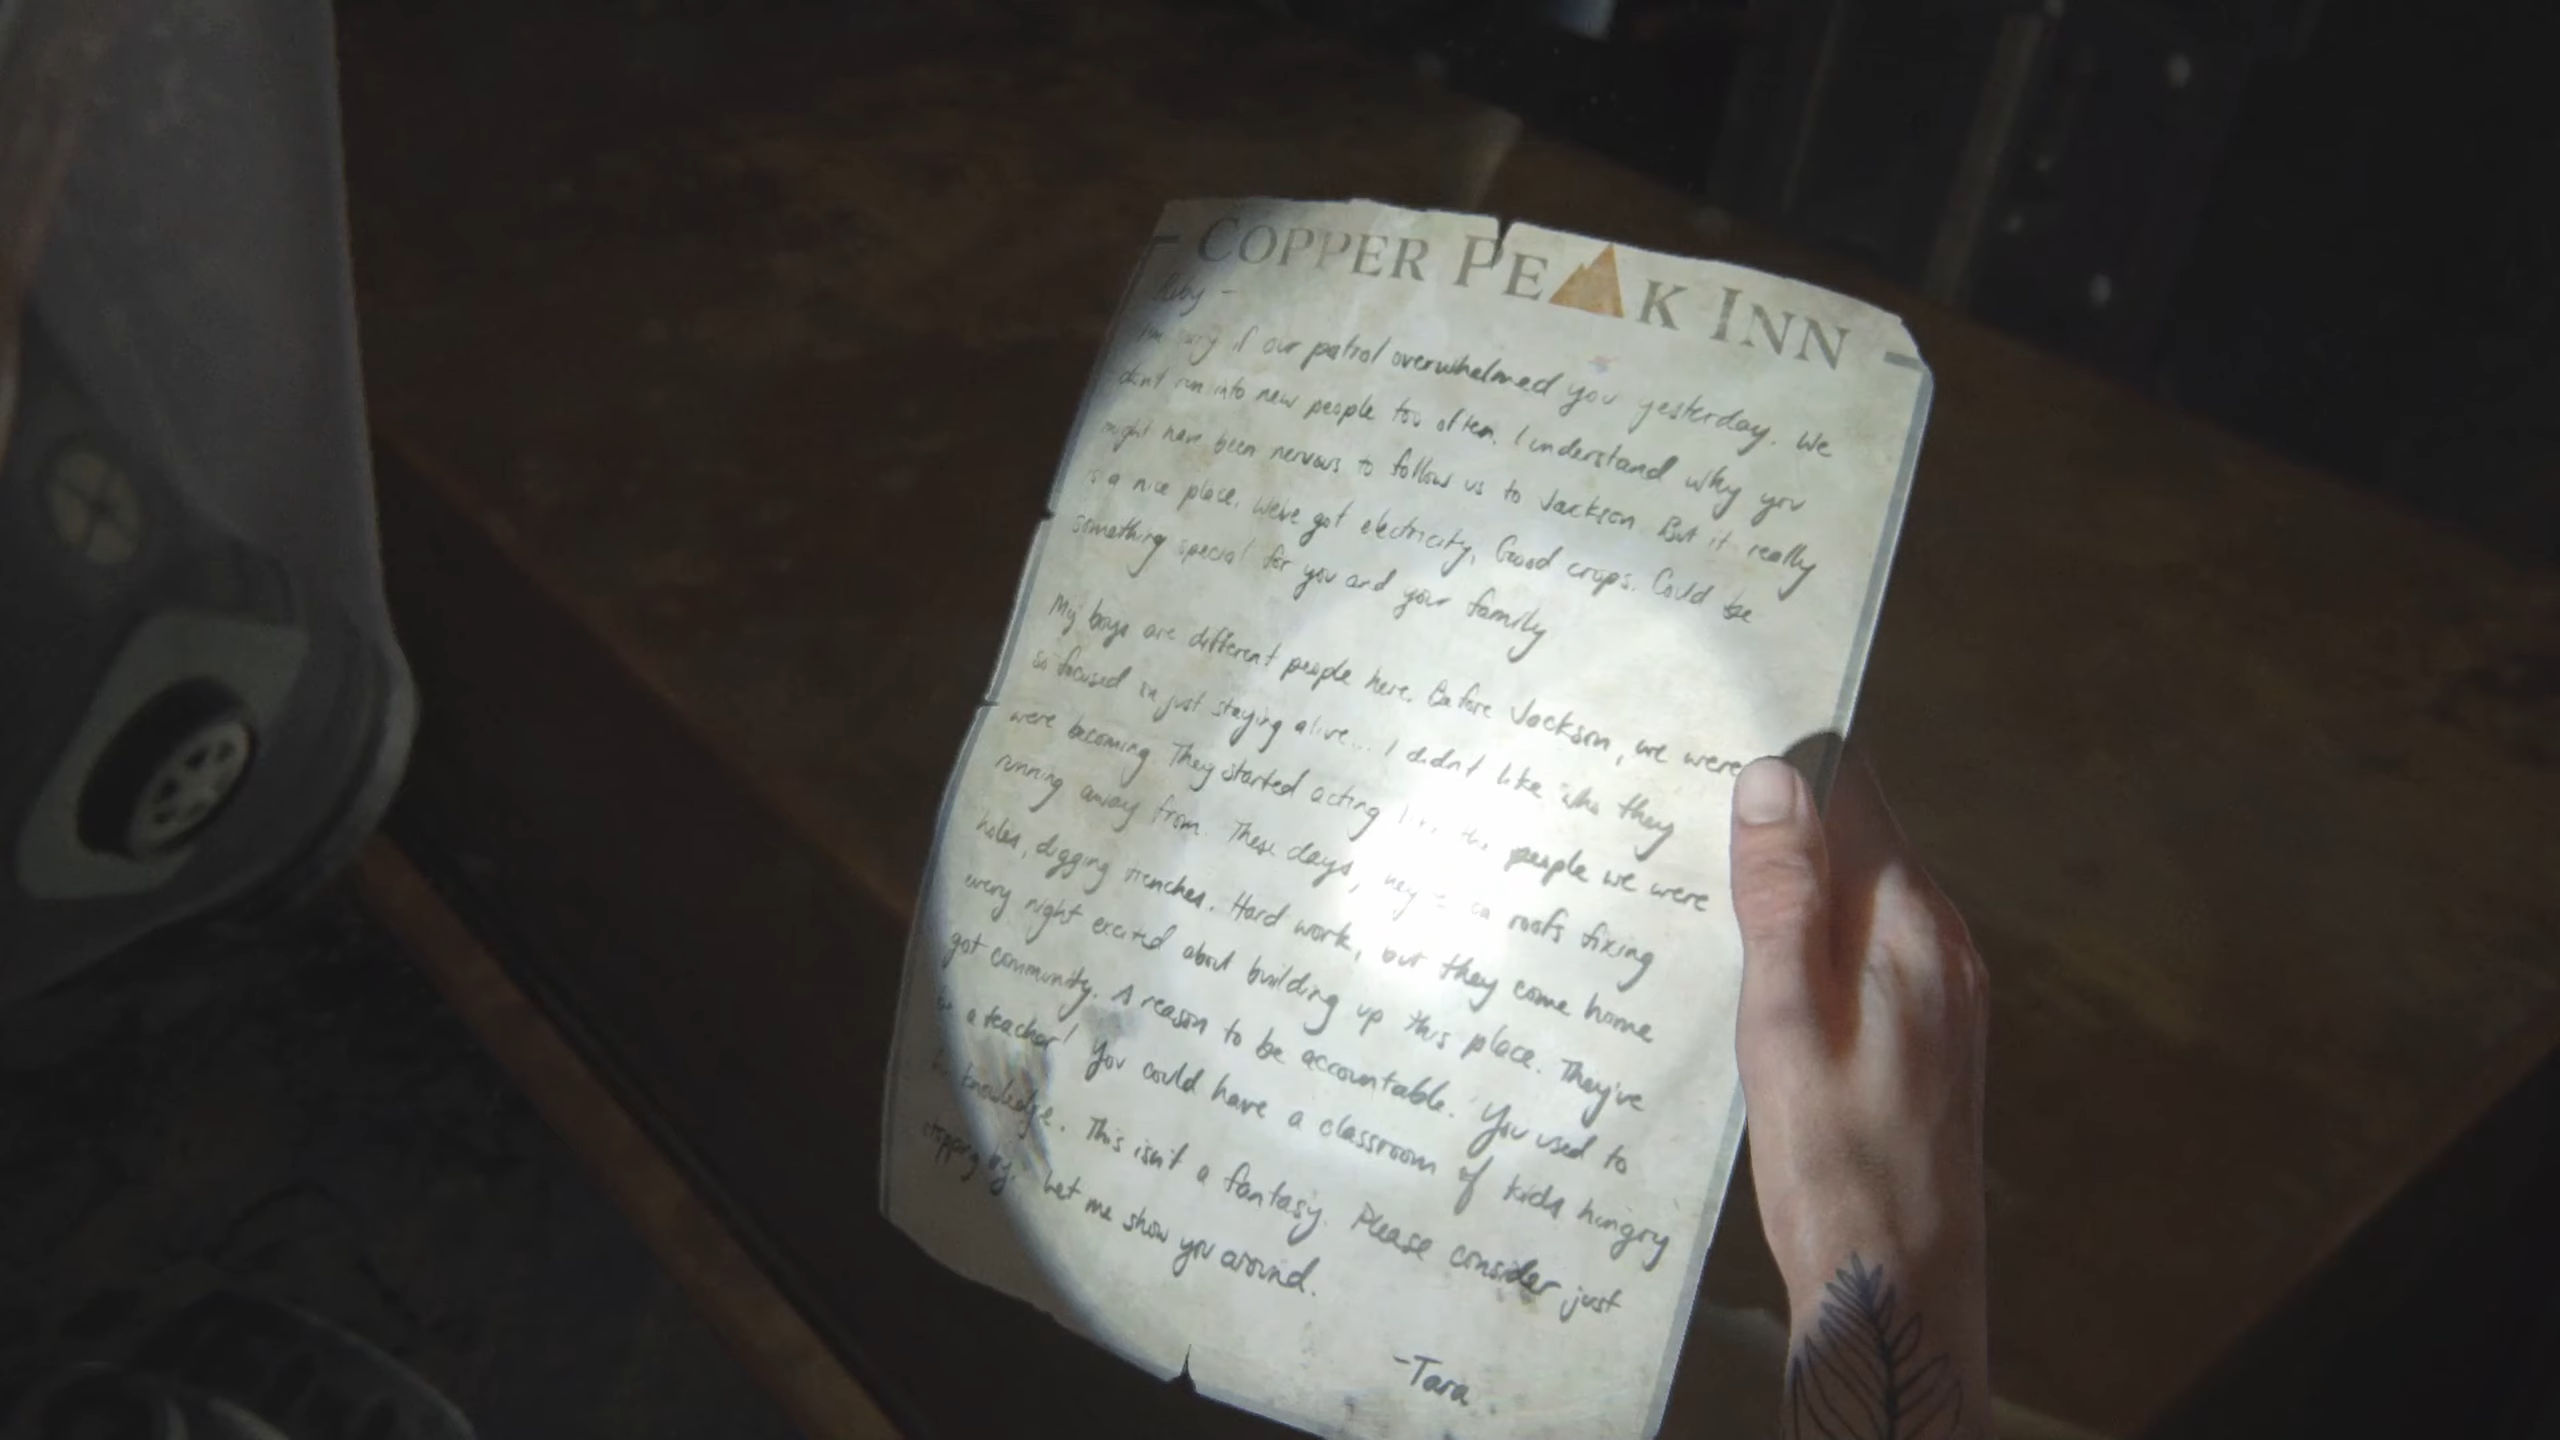 COPPER PEAK INN
I'm sorry if our patrol overwhelmed you yesterday. We
don't run into new people too often. I understand why you
might have been nervous to follow us to Jackson. But it really
is a nice place. We've got electricity, Good crops. Could be
something special for you and your family
My boys are different people here. Before Jackson, we were
so focused on just staying alive... I didn't like who they
were becoming They started acting like the people we were
running away from. These days, they're on roofs fixing
holes, digging trenches. Hard work, but they come home
every night excited about building up this place. They've
got community. A reason to be accountable. You used to
be a teacher! You could have a classroom of kids hungry
for knowledge. This isn't a fantasy. Please consider just
stopping by. Let me show you around.
-Tara